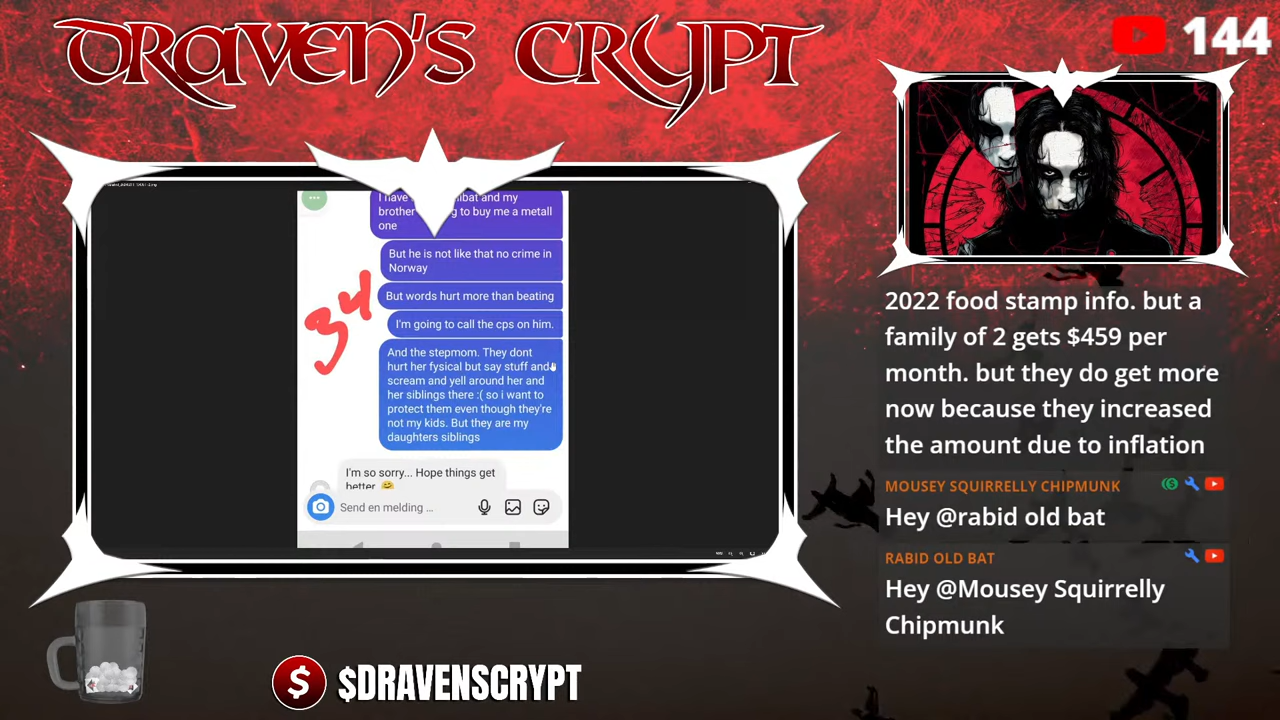 DRAVEN'S CRYPT
144
I have
bat and my
brother
to buy me a metall
one
But he is not like that no crime in
Norway
But words hurt more than beating
I'm going to call the cps on him.
And the stepmom. They dont
hurt her fysical but say stuff and
scream and yell around her and
her siblings there :( so i want to
protect them even though they're
not my kids. But they are my
daughters siblings
34
I'm so sorry... Hope things get
better
Send en melding ...
2022 food stamp info. but a
family of 2 gets $459 per
month. but they do get more
now because they increased
the amount due to inflation
MOUSEY SQUIRRELLY CHIPMUNK
Hey @rabid old bat
RABID OLD BAT
Hey @Mousey Squirrelly
Chipmunk
$ $DRAVENSCRYPT